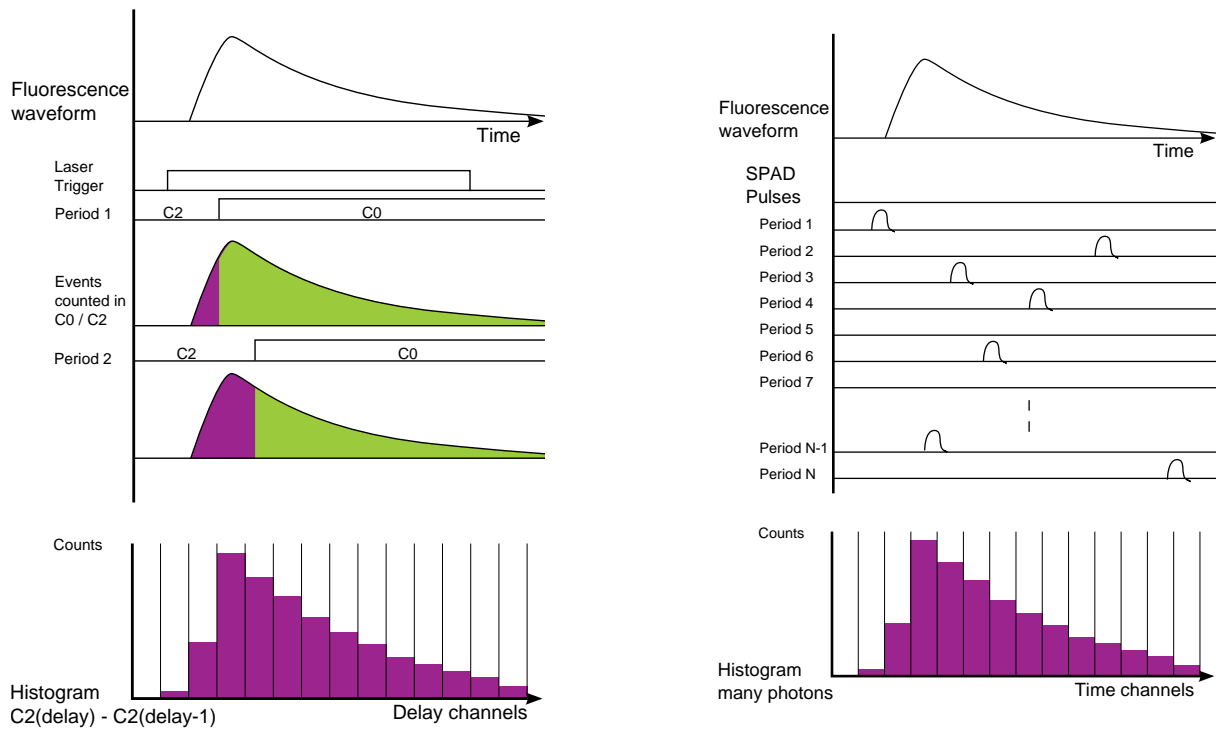 Fluorescence
waveform
Time
Laser
Trigger
Period 1
C2
C0
Events
counted in
C0 / C2
Period 2
C2
C0
Counts
Histogram
C2(delay) - C2(delay-1)
Delay channels
Fluorescence
waveform
Time
SPAD
Pulses
Period 1
Period 2
Period 3
Period 4
Period 5
Period 6
Period 7
Period N-1
Period N
Counts
Histogram
many photons
Time channels